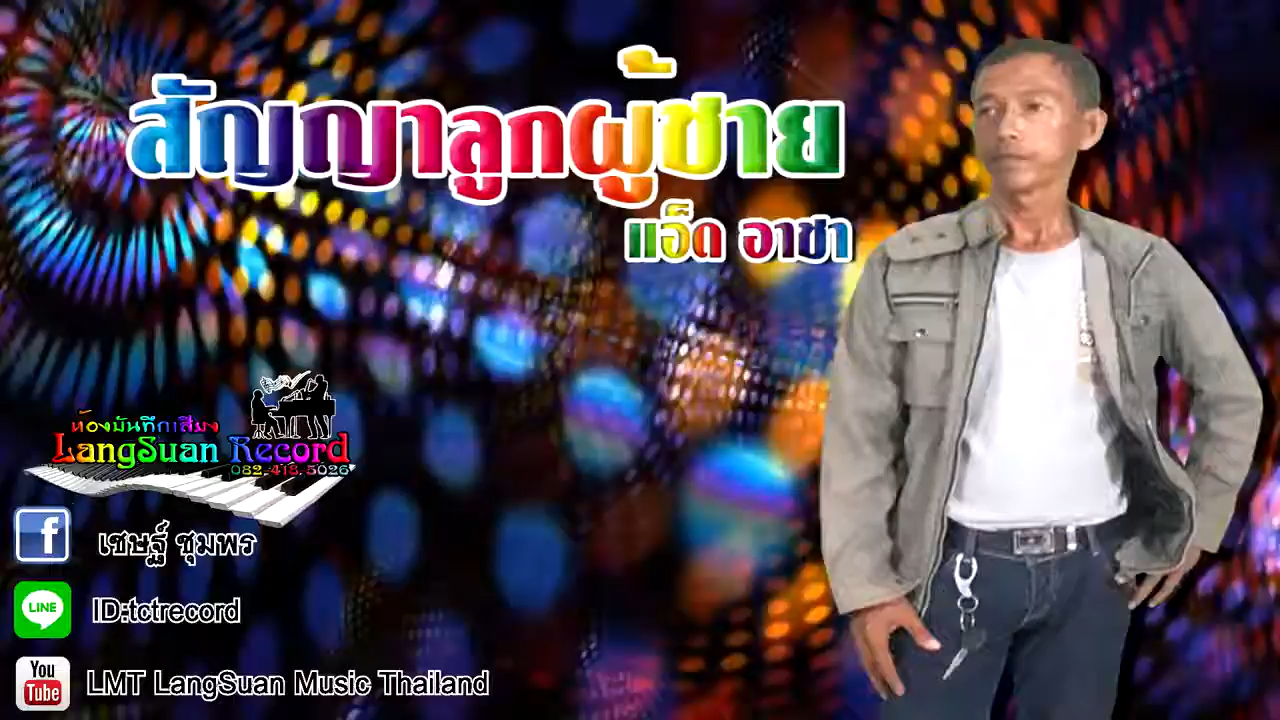 สัญญาลูกผู้ชาย
แอ็ด อาชา
ห้องบันทึกเสียง
LangSuan Record
082-418-5026
f เชษฐ์ ชุมพร
LINE ID:tctrecord
You Tube LMT LangSuan Music Thailand